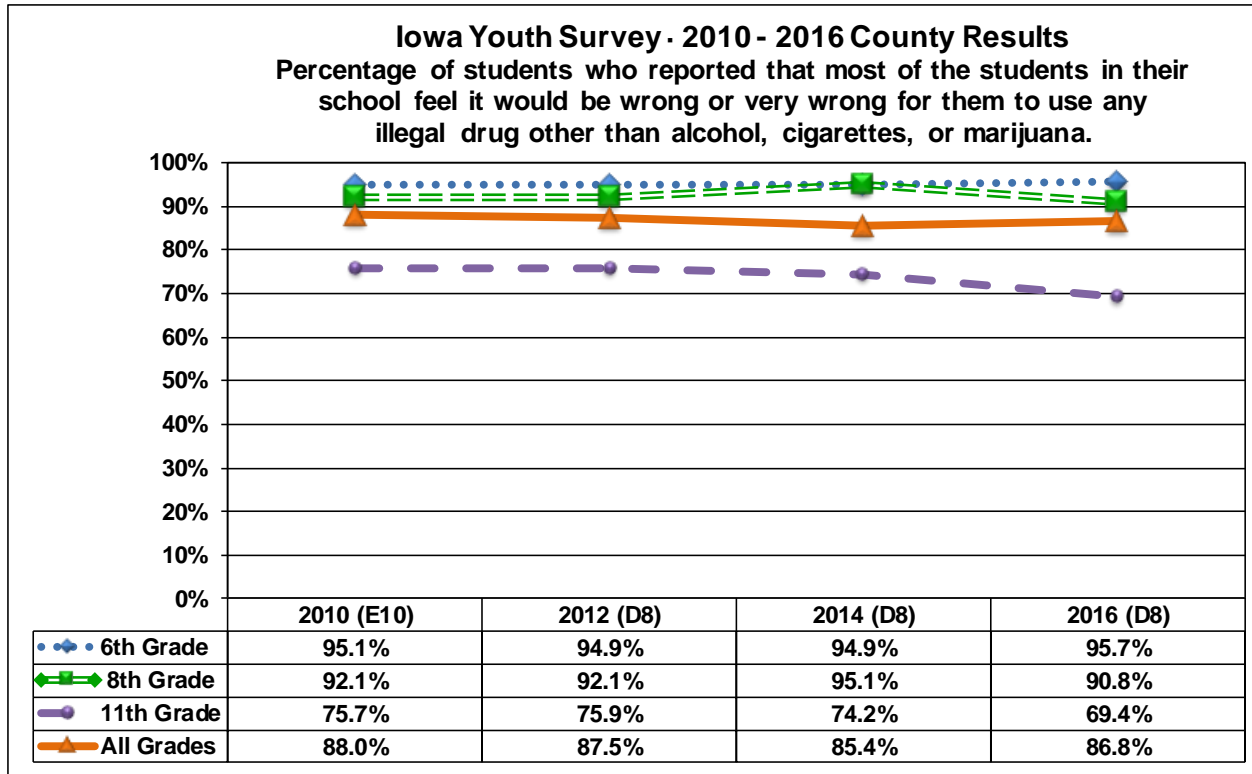 Iowa Youth Survey · 2010 - 2016 County Results
Percentage of students who reported that most of the students in their
school feel it would be wrong or very wrong for them to use any
illegal drug other than alcohol, cigarettes, or marijuana.
100%
90%
80%
70%
60%
50%
40%
30%
20%
10%
0%
2010 (E10) 2012 (D8) 2014 (D8) 2016 (D8)
6th Grade 95.1% 94.9% 94.9% 95.7%
8th Grade 92.1% 92.1% 95.1% 90.8%
11th Grade 75.7% 75.9% 74.2% 69.4%
All Grades 88.0% 87.5% 85.4% 86.8%